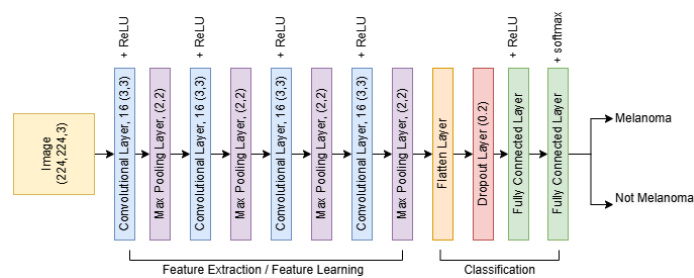 + ReLU
+ ReLU
+ ReLU
+ ReLU
+ ReLU
+ softmax
Image
(224,224,3)
Convolutional Layer, 16 (3,3)
Max Pooling Layer, (2,2)
Convolutional Layer, 16 (3,3)
Max Pooling Layer, (2,2)
Convolutional Layer, 16 (3,3)
Max Pooling Layer, (2,2)
Convolutional Layer, 16 (3,3)
Max Pooling Layer, (2,2)
Flatten Layer
Dropout Layer (0.2)
Fully Connected Layer
Fully Connected Layer
Melanoma
Not Melanoma
Feature Extraction / Feature Learning
Classification